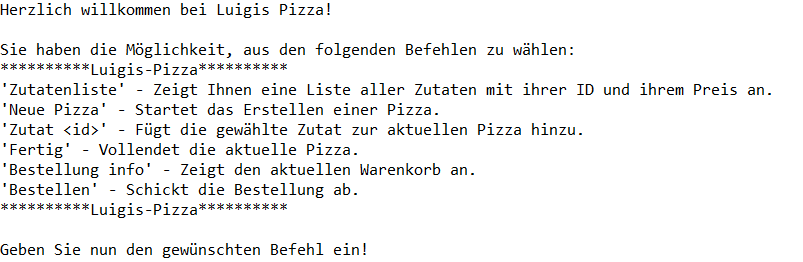 Herzlich willkommen bei Luigis Pizza!
Sie haben die Möglichkeit, aus den folgenden Befehlen zu wählen:
**********Luigis-Pizza**********
'Zutatenliste' - Zeigt Ihnen eine Liste aller Zutaten mit ihrer ID und ihrem Preis an.
'Neue Pizza' - Startet das Erstellen einer Pizza.
'Zutat <id>' - Fügt die gewählte Zutat zur aktuellen Pizza hinzu.
'Fertig' - Vollendet die aktuelle Pizza.
'Bestellung info' - Zeigt den aktuellen Warenkorb an.
'Bestellen' - Schickt die Bestellung ab.
**********Luigis-Pizza**********
Geben Sie nun den gewünschten Befehl ein!